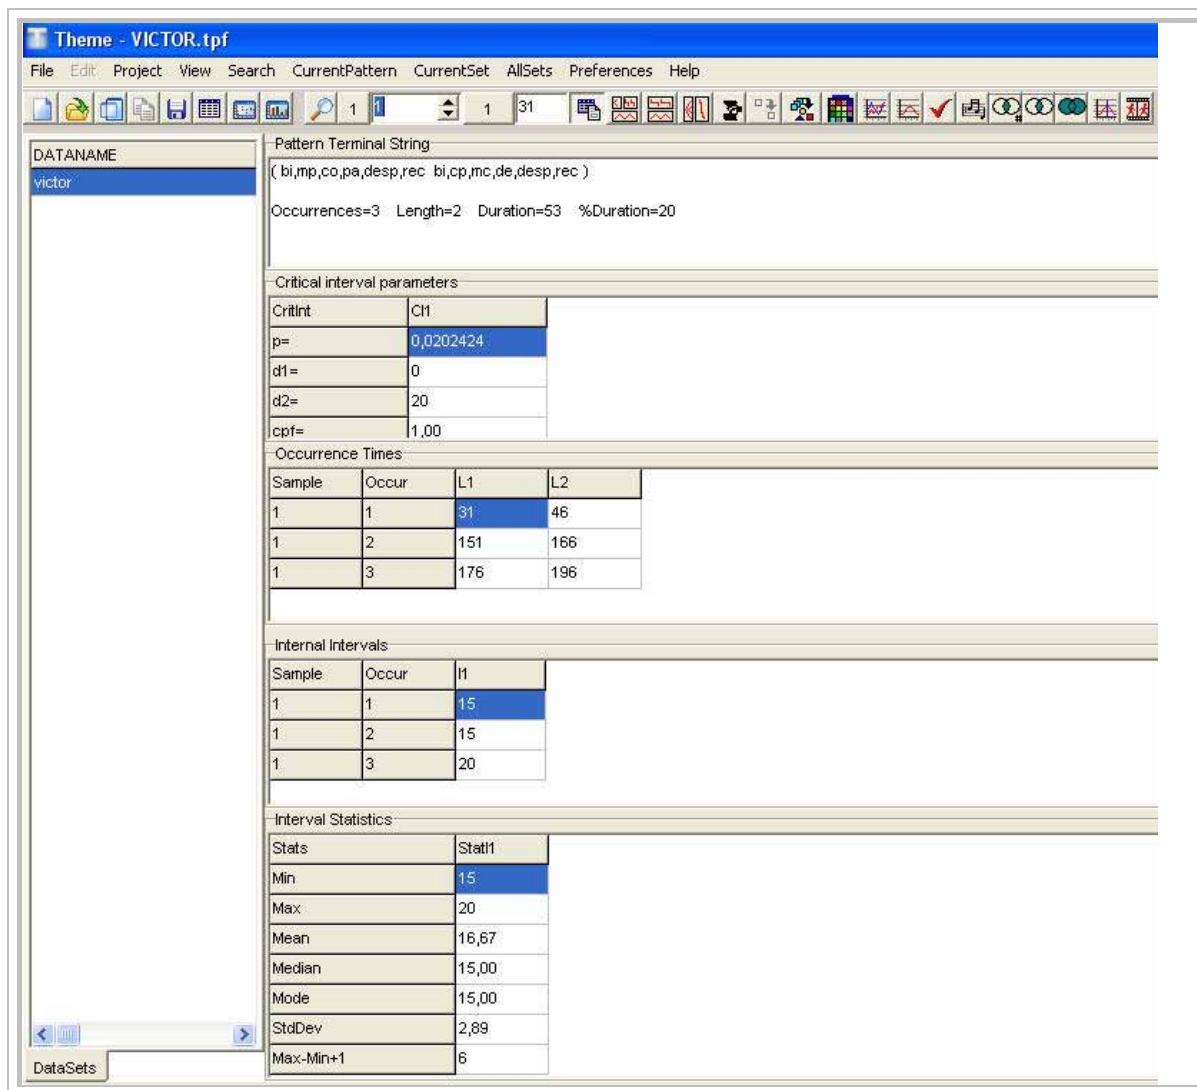 Theme - VICTOR.tpf
File Edit Project View Search CurrentPattern CurrentSet AllSets Preferences Help
1 1 1 31
DATANAME
victor
Pattern Terminal String
( bi,mp,co,pa,desp,rec bi,cp,mc,de,desp,rec )
Occurrences=3 Length=2 Duration=53 %Duration=20
Critical interval parameters
CritInt CI1
p= 0,0202424
d1= 0
d2= 20
cpf= 1,00
Occurrence Times
Sample Occur L1 L2
1 1 31 46
1 2 151 166
1 3 176 196
Internal Intervals
Sample Occur I1
1 1 15
1 2 15
1 3 20
Interval Statistics
Stats StatI1
Min 15
Max 20
Mean 16,67
Median 15,00
Mode 15,00
StdDev 2,89
Max-Min+1 6
DataSets